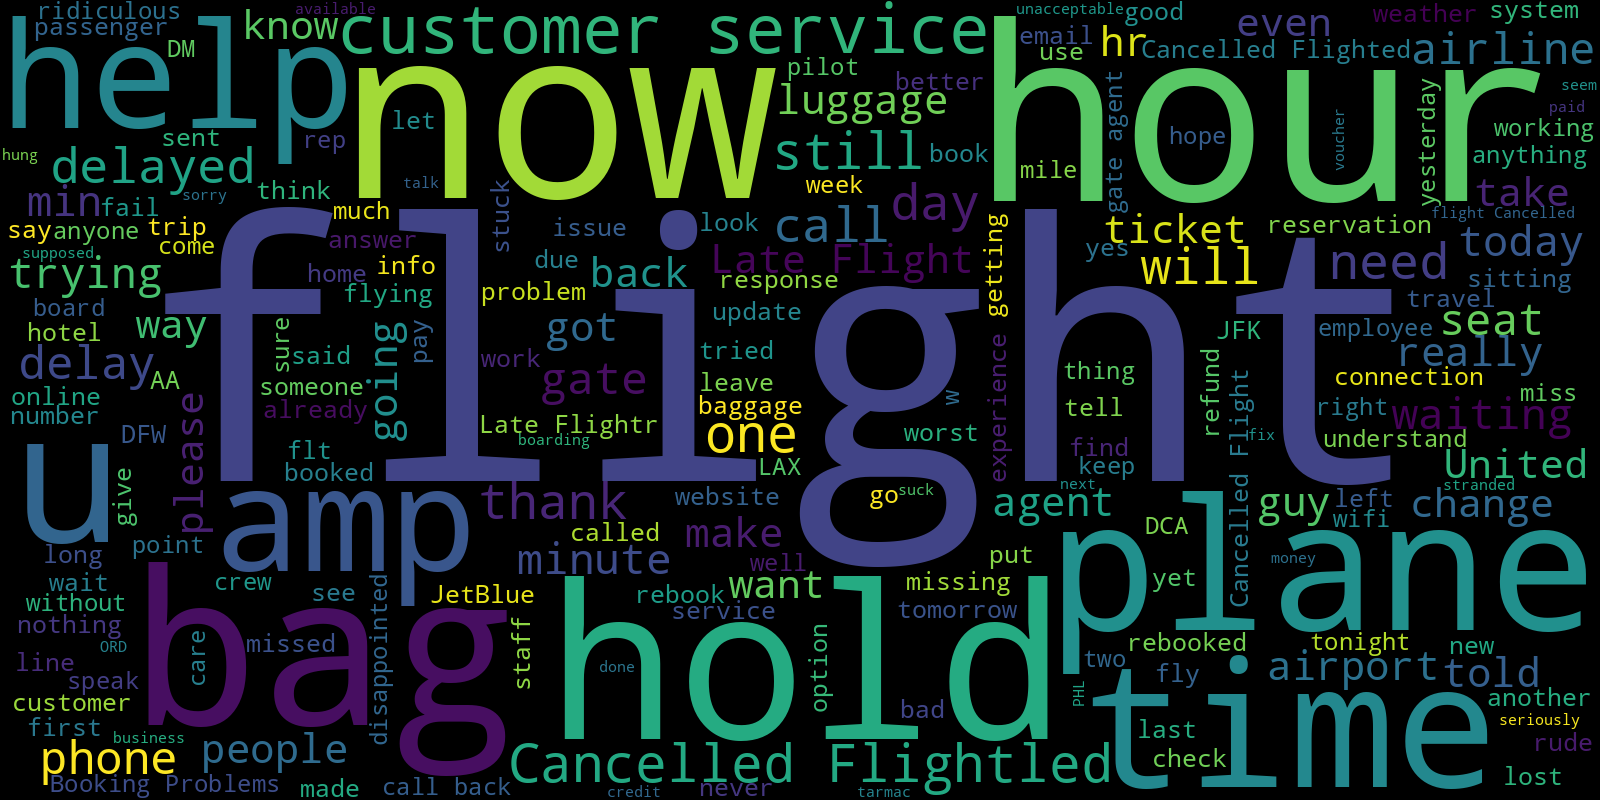 ridiculous
available
unacceptable
good
weather
system
passenger
DM
know
customer service
email
hr
even
help
now
hour
pilot
use
Cancelled Flighted
airline
better
seem
let
luggage
gate agent
yesterday
paid
sent
rep
still
book
hope
voucher
working
hung
delayed
anything
talk
mile
think
sorry
week
day
take
min
fail
stuck
much
call
ticket
reservation
flight Cancelled
say
anyone
trip
come
answer
issue
look
getting
yes
today
supposed
due
Late Flight
will
need
trying
home
info
back
response
sitting
flight
board
flying
problem
travel
hotel
way
sure
pay
got
update
JFK
employee
seat
delay
said
going
work
tried
experience
thing
refund
really
AA
someone
gate
leave
connection
online
already
baggage
w
tell
right
miss
number
please
Late Flightr
one
worst
waiting
DFW
boarding
find
fix
understand
u
flt
LAX
keep
Cancelled Flight
United
give
booked
next
stranded
amp
thank
website
go
suck
agent
guy
left
change
called
DCA
wifi
long
point
minute
make
put
plane
well
money
wait
crew
see
JetBlue
rebook
want
missing
yet
without
disappointed
service
tomorrow
nothing
bag
staff
hold
rebooked
tonight
new
ORD
care
missed
option
line
done
two
fly
airport
told
speak
PHL
time
customer
bad
another
first
last
seriously
business
rude
phone
people
Cancelled Flightled
check
lost
Booking Problems
made
call back
credit
never
tarmac